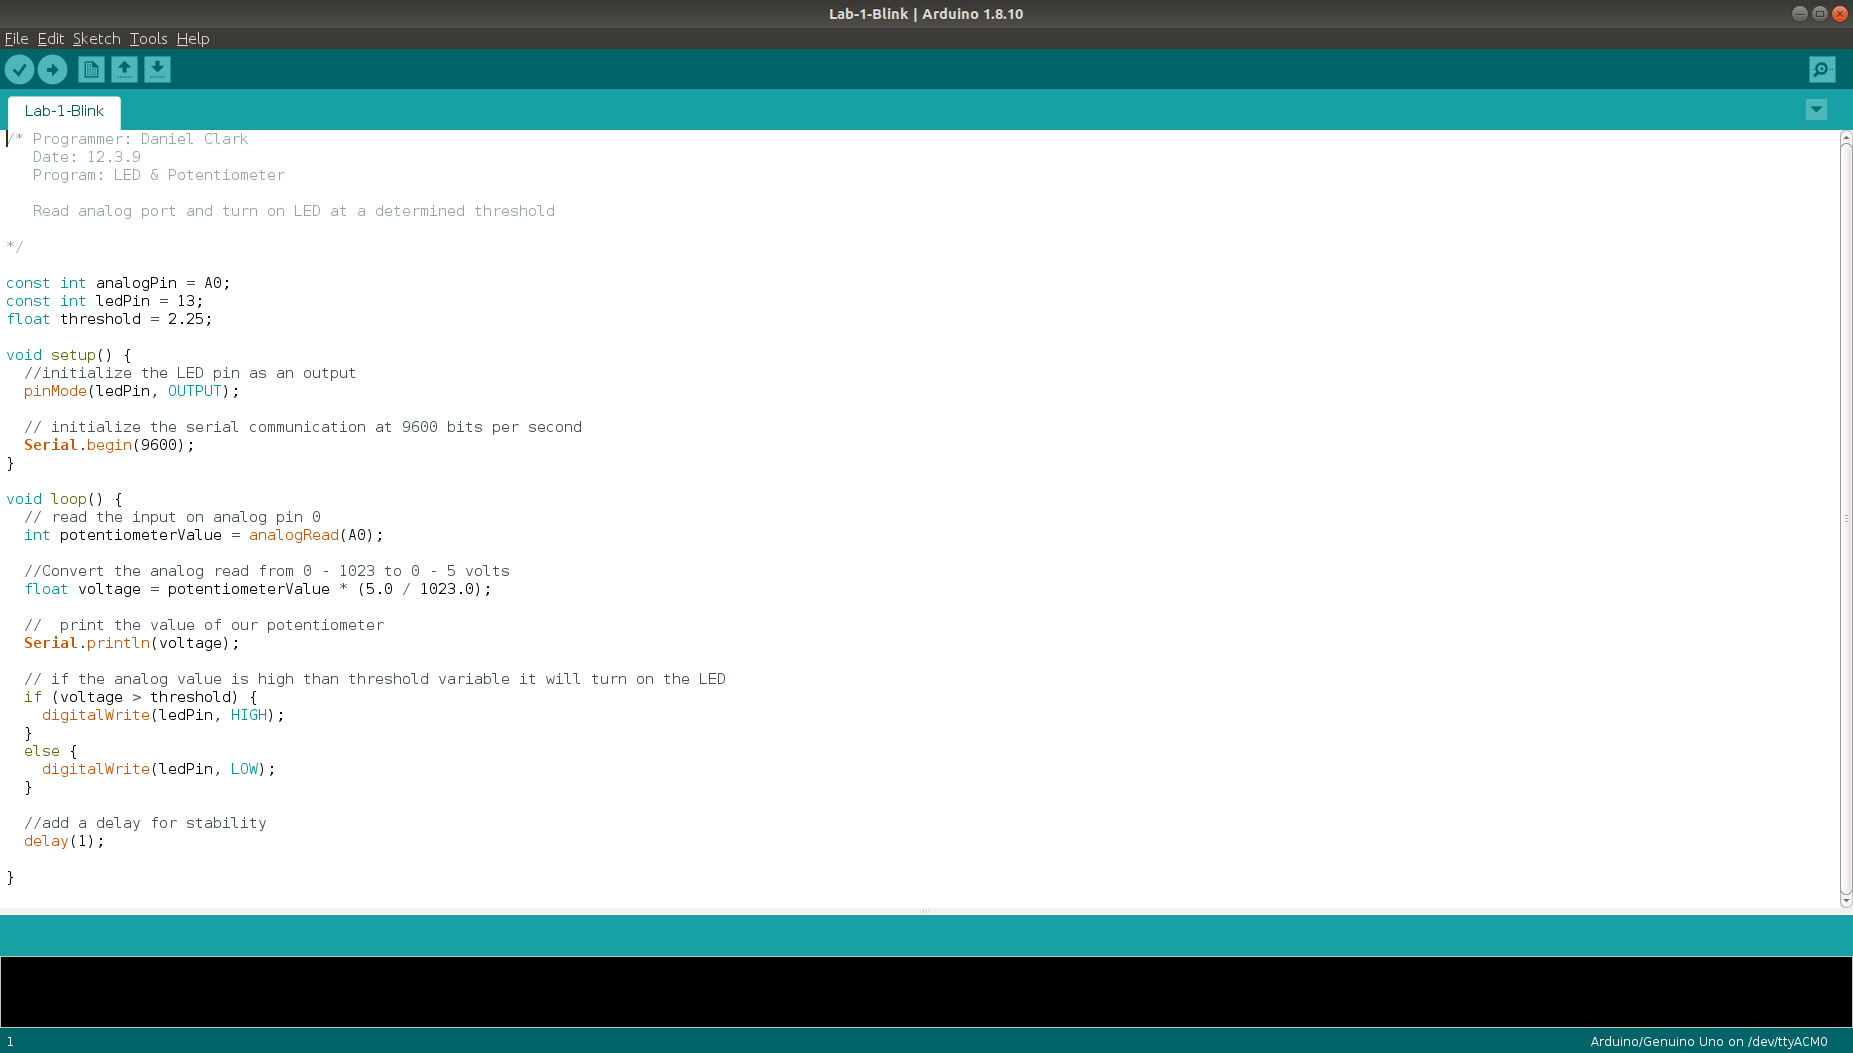 Lab-1-Blink | Arduino 1.8.10
File Edit Sketch Tools Help
Lab-1-Blink
/* Programmer: Daniel Clark
   Date: 12.3.9
   Program: LED & Potentiometer

   Read analog port and turn on LED at a determined threshold

*/

const int analogPin = A0;
const int ledPin = 13;
float threshold = 2.25;

void setup() {
  //initialize the LED pin as an output
  pinMode(ledPin, OUTPUT);

  // initialize the serial communication at 9600 bits per second
  Serial.begin(9600);
}

void loop() {
  // read the input on analog pin 0
  int potentiometerValue = analogRead(A0);

  //Convert the analog read from 0 - 1023 to 0 - 5 volts
  float voltage = potentiometerValue * (5.0 / 1023.0);

  //  print the value of our potentiometer
  Serial.println(voltage);

  // if the analog value is high than threshold variable it will turn on the LED
  if (voltage > threshold) {
    digitalWrite(ledPin, HIGH);
  }
  else {
    digitalWrite(ledPin, LOW);
  }

  //add a delay for stability
  delay(1);

}
1
Arduino/Genuino Uno on /dev/ttyACM0